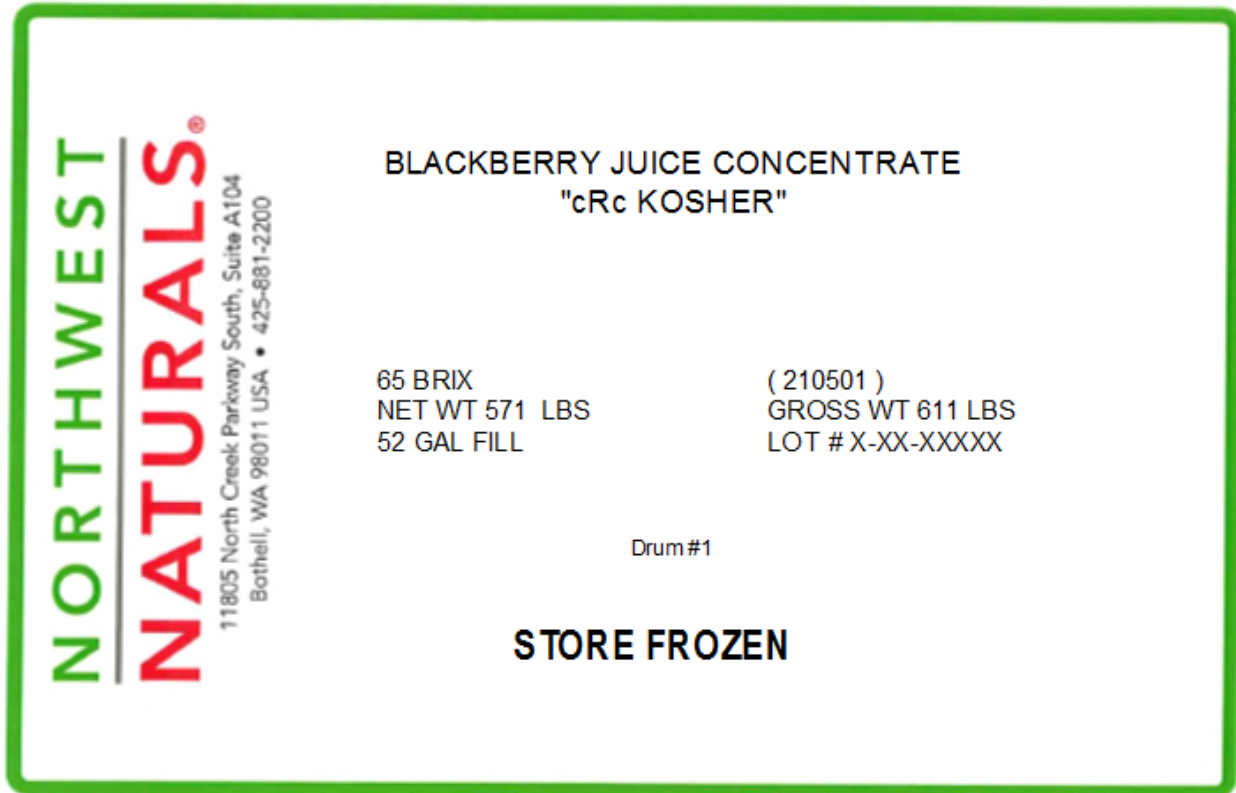 NORTHWEST
NATURALS®
11805 North Creek Parkway South, Suite A104
Bothell, WA 98011 USA • 425-881-2200
BLACKBERRY JUICE CONCENTRATE
"cRc KOSHER"
65 BRIX ( 210501 )
NET WT 571 LBS GROSS WT 611 LBS
52 GAL FILL LOT # X-XX-XXXXX
Drum #1
STORE FROZEN